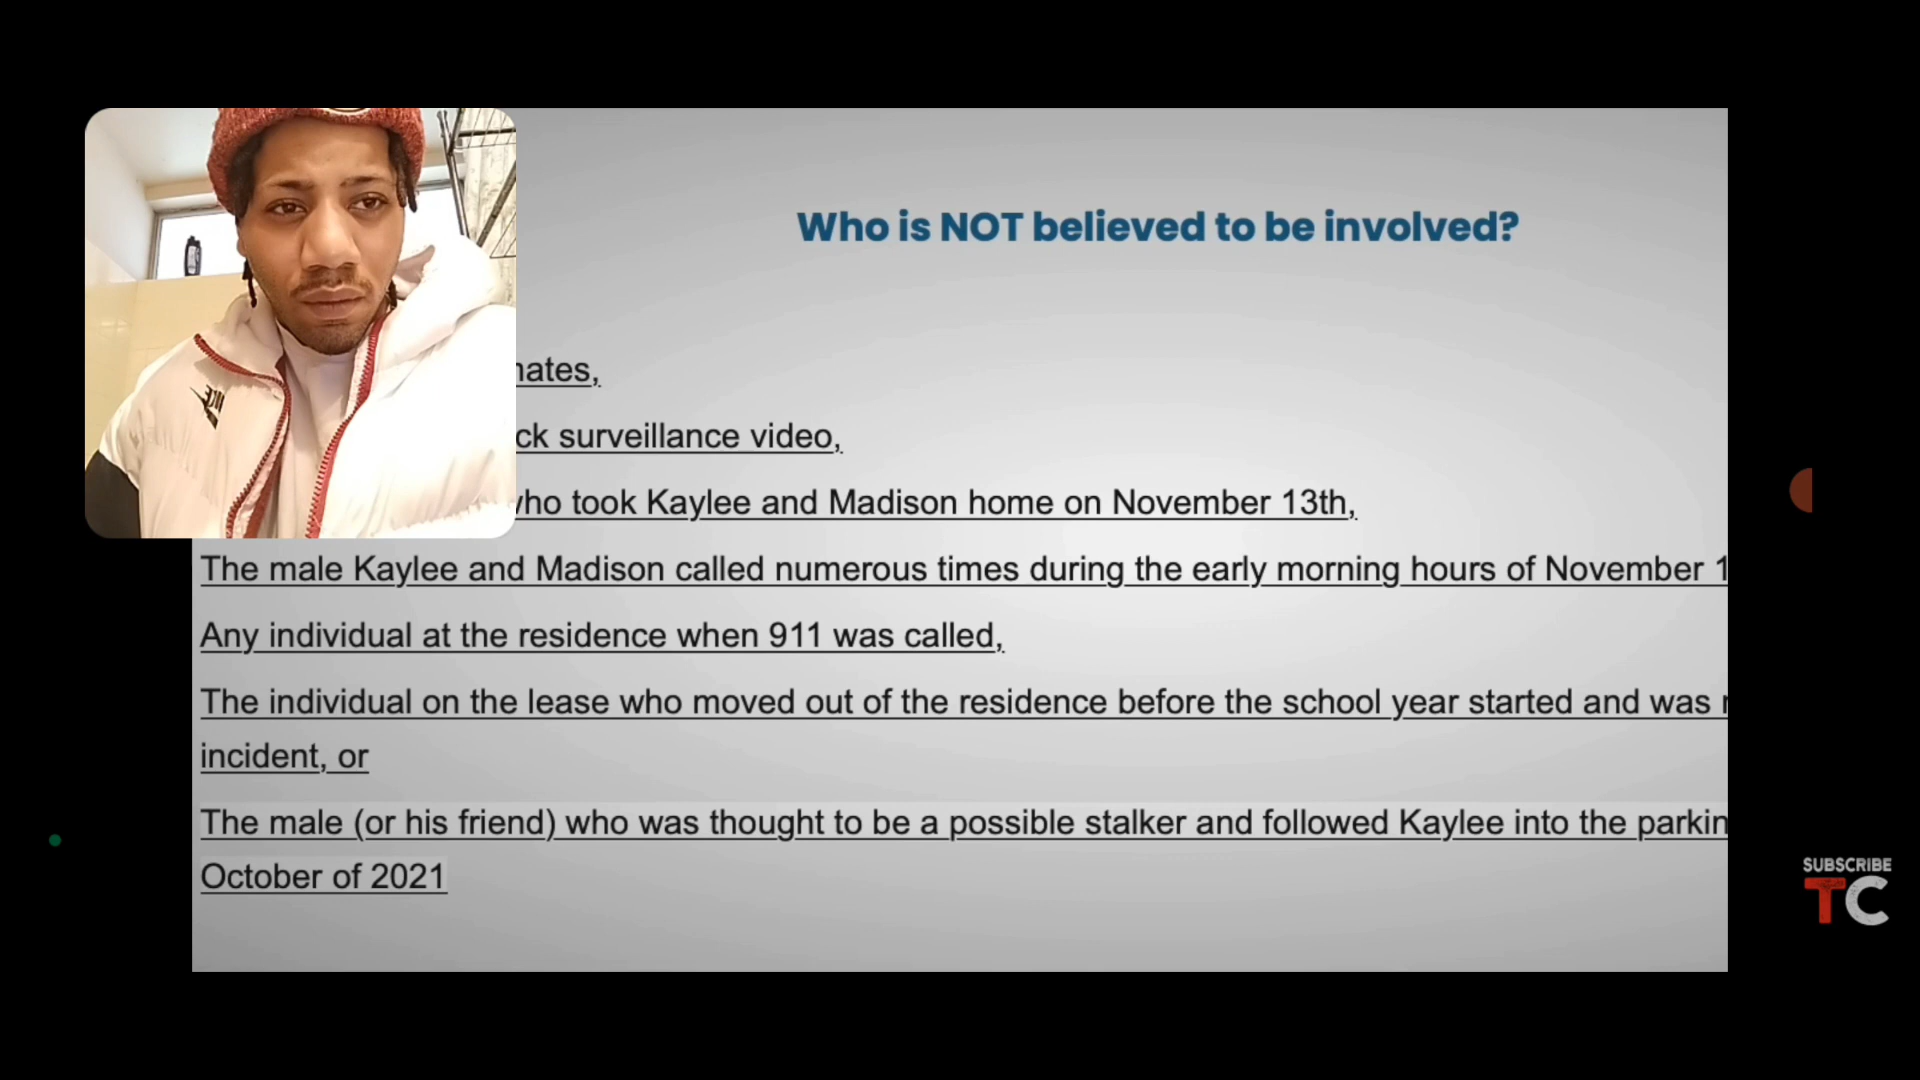 Who is NOT believed to be involved?
surveillance video,
took Kaylee and Madison home on November 13th,
The male Kaylee and Madison called numerous times during the early morning hours of November 1
Any individual at the residence when 911 was called,
The individual on the lease who moved out of the residence before the school year started and was
incident, or
The male (or his friend) who was thought to be a possible stalker and followed Kaylee into the
October of 2021
SUBSCRIBE
TC